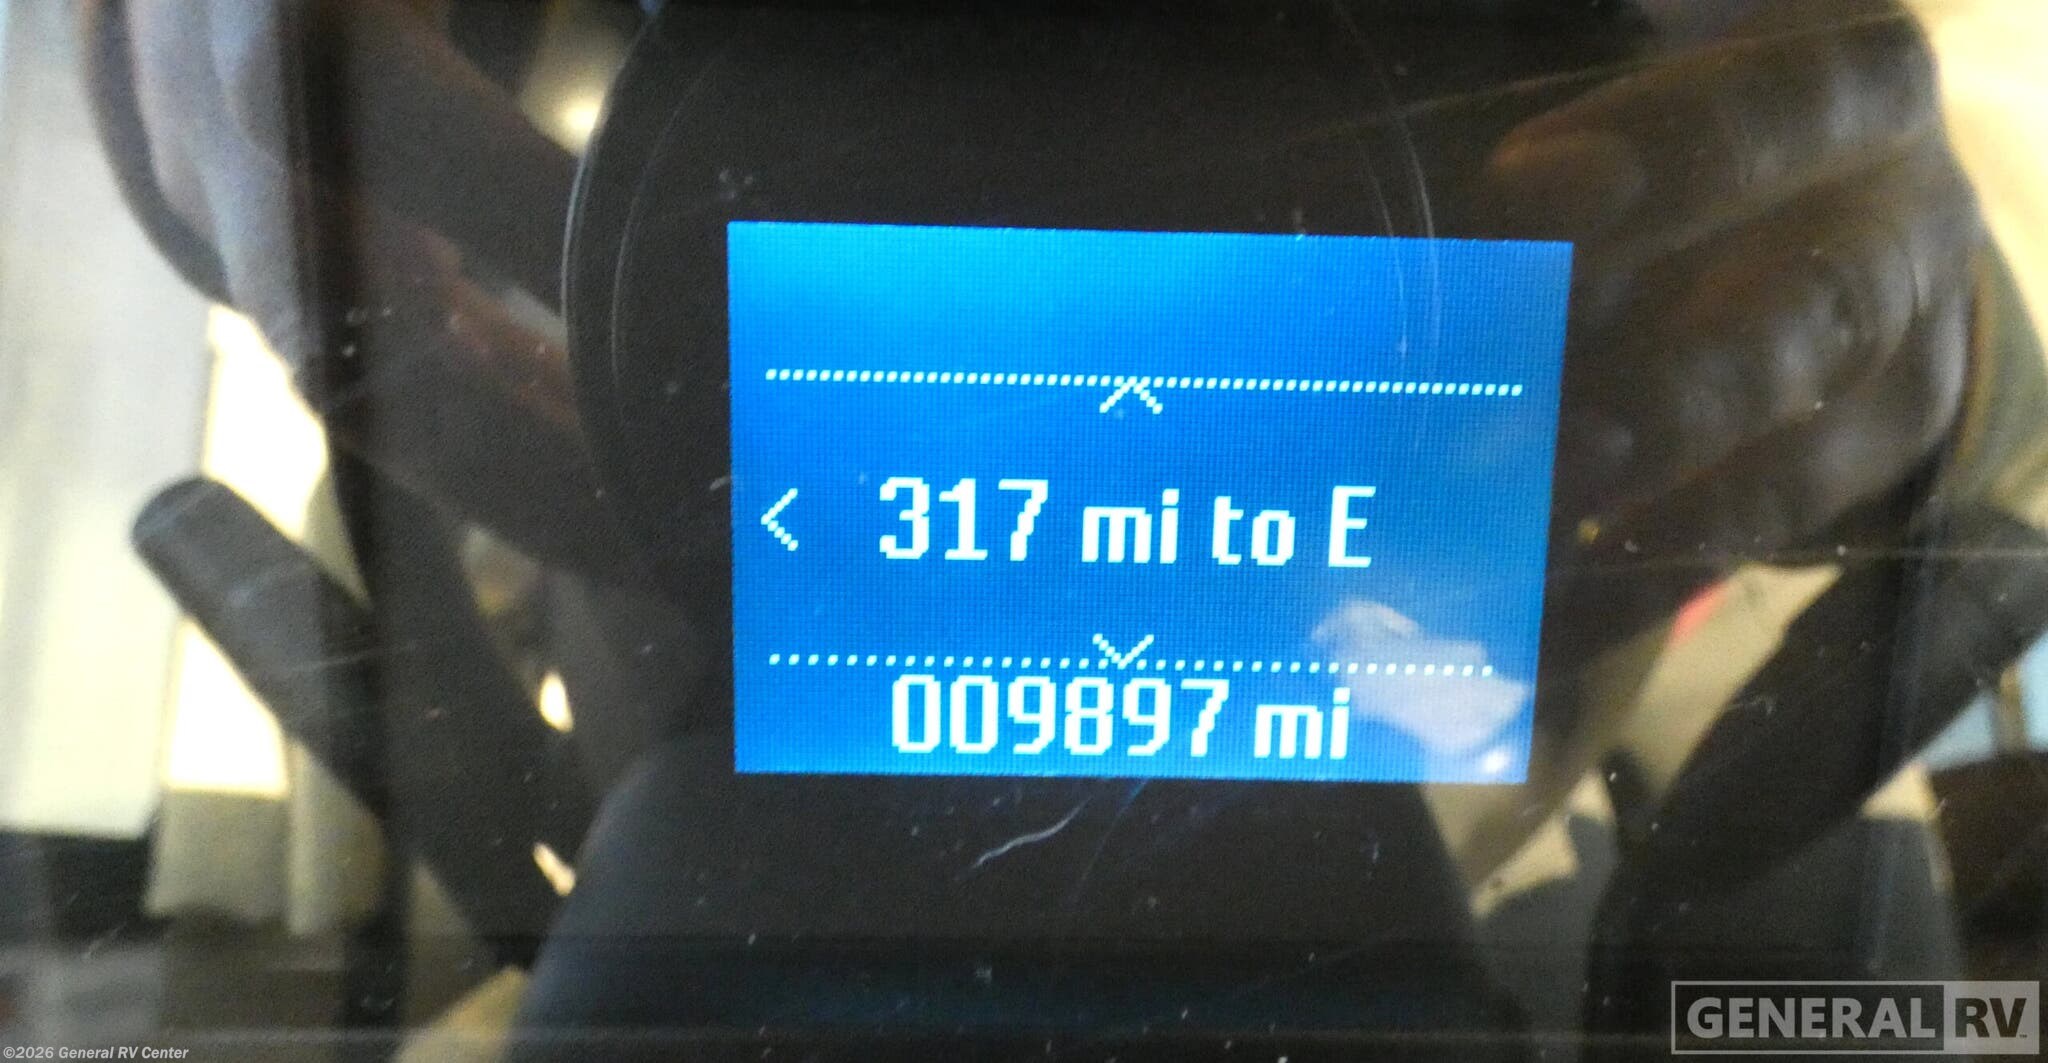 317 mi to E
009897 mi
GENERAL RV
©2026 General RV Center